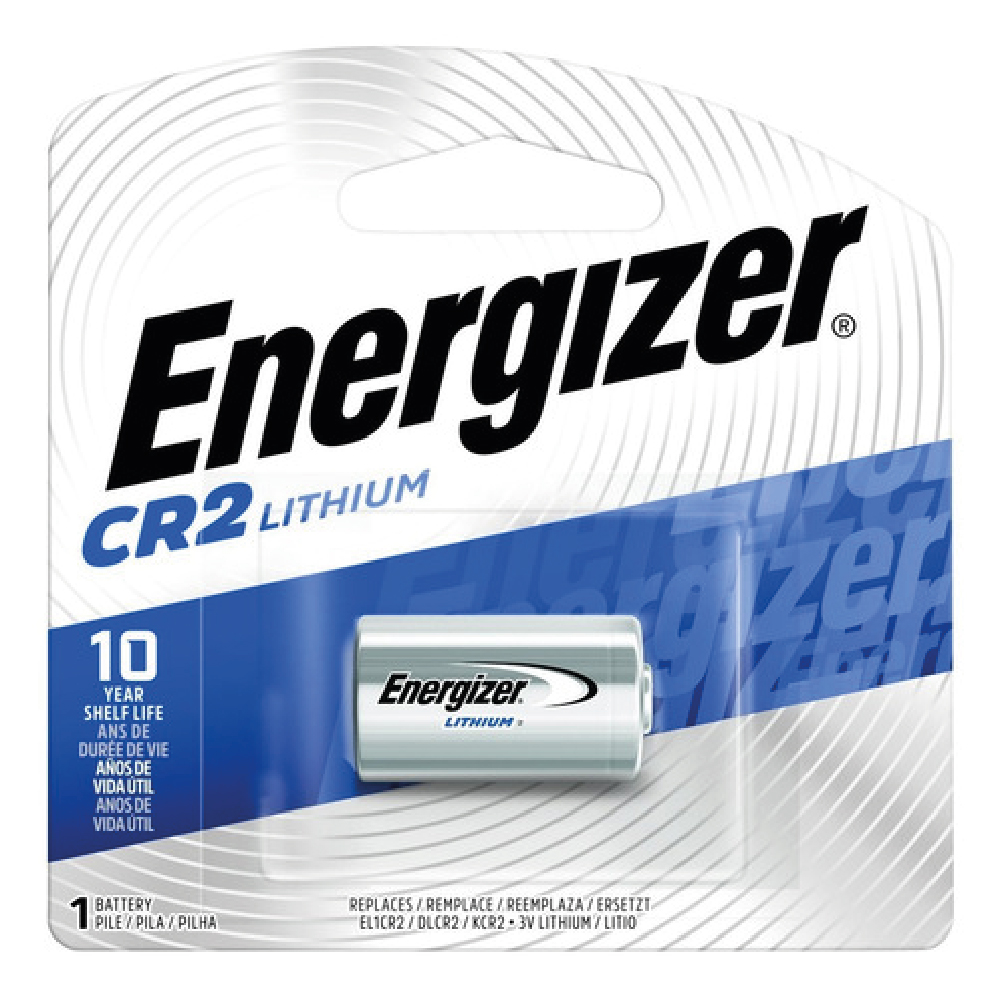 Energizer®
CR2 LITHIUM
10
YEAR
SHELF LIFE
ANS DE
DURÉE DE VIE
AÑOS DE
VIDA ÚTIL
ANOS DE
VIDA ÚTIL
Energizer
LITHIUM
1 BATTERY
PILE / PILA / PILHA
REPLACES / REMPLACE / REEMPLAZA / ERSETZT
EL1CR2 / DLCR2 / KCR2 • 3V LITHIUM / LITIO